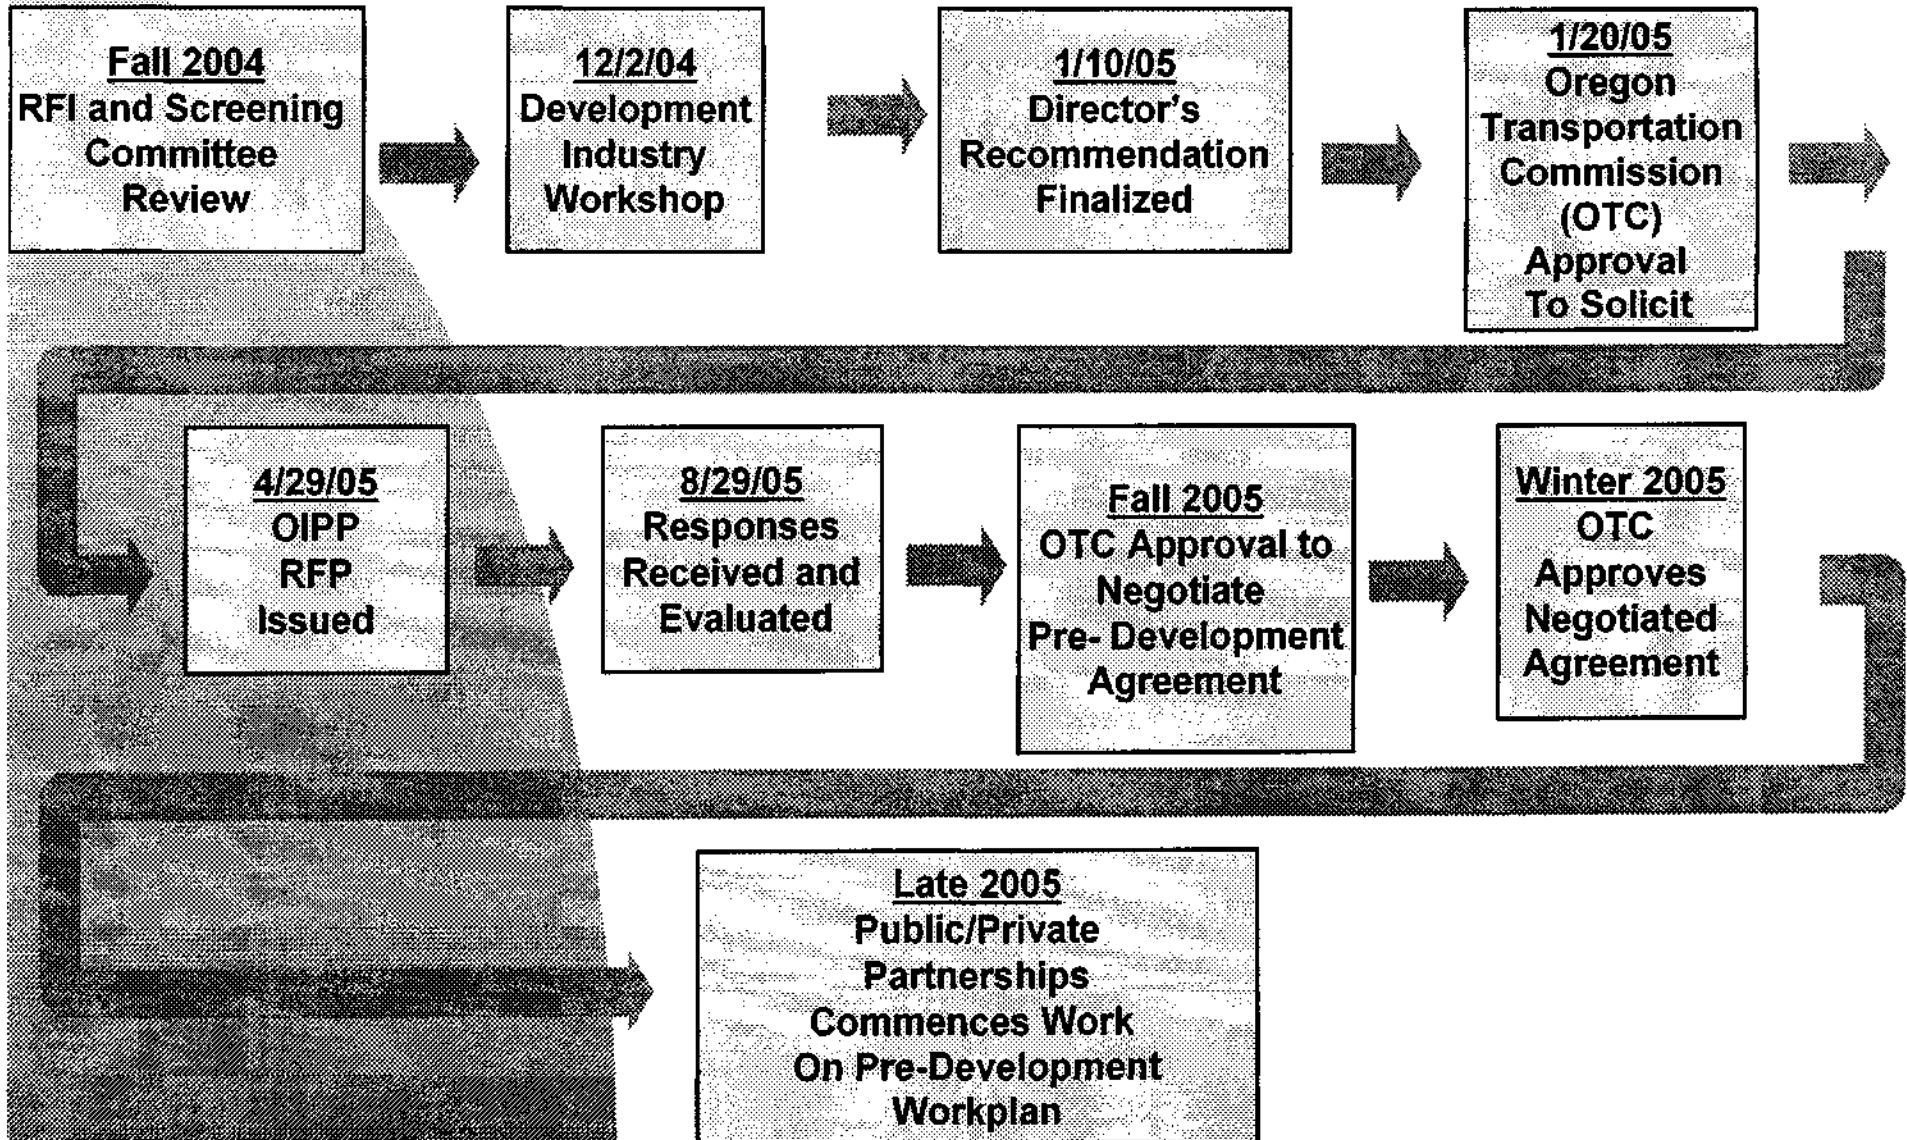 Fall 2004
RFI and Screening
Committee
Review
12/2/04
Development
Industry
Workshop
1/10/05
Director's
Recommendation
Finalized
1/20/05
Oregon
Transportation
Commission
(OTC)
Approval
To Solicit
4/29/05
OIPP
RFP
Issued
8/29/05
Responses
Received and
Evaluated
Fall 2005
OTC Approval to
Negotiate
Pre- Development
Agreement
Winter 2005
OTC
Approves
Negotiated
Agreement
Late 2005
Public/Private
Partnerships
Commences Work
On Pre-Development
Workplan